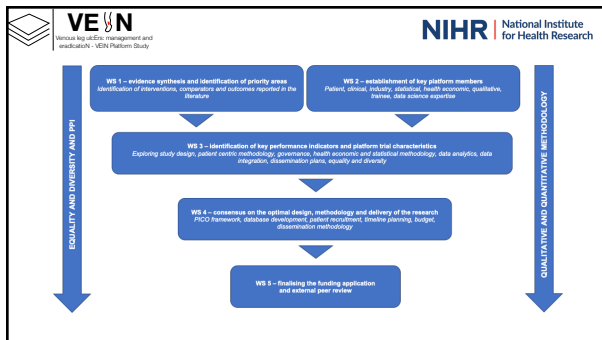 VEIN
Venous leg ulcErs: management and
eradicatioN - VEIN Platform Study
NIHR | National Institute
for Health Research
EQUALITY AND DIVERSITY AND PPI
WS 1 – evidence synthesis and identification of priority areas
Identification of interventions, comparators and outcomes reported in the
literature
WS 2 – establishment of key platform members
Patient, clinical, industry, statistical, health economic, qualitative,
trainee, data science expertise
WS 3 – identification of key performance indicators and platform trial characteristics
Exploring study design, patient centric methodology, governance, health economic and statistical methodology, data analytics, data
integration, dissemination plans, equality and diversity
WS 4 – consensus on the optimal design, methodology and delivery of the research
PICO framework, database development, patient recruitment, timeline planning, budget,
dissemination methodology
WS 5 – finalising the funding application
and external peer review
QUALITATIVE AND QUANTITATIVE METHODOLOGY